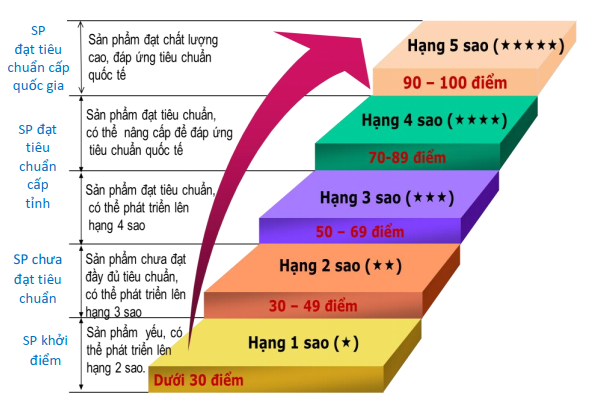 SP
đạt tiêu
chuẩn cấp
quốc gia
Sản phẩm đạt chất lượng
cao, đáp ứng tiêu chuẩn
quốc tế
Hạng 5 sao (★★★★★)
90 – 100 điểm
SP đạt
tiêu
chuẩn
cấp
tỉnh
Sản phẩm đạt tiêu chuẩn,
có thể nâng cấp để đáp ứng
tiêu chuẩn quốc tế
Hạng 4 sao (★★★★)
70-89 điểm
Sản phẩm đạt tiêu chuẩn,
có thể phát triển lên
hạng 4 sao
Hạng 3 sao (★★★)
50 – 69 điểm
SP chưa
đạt tiêu
chuẩn
Sản phẩm chưa đạt
đầy đủ tiêu chuẩn,
có thể phát triển lên
hạng 3 sao
Hạng 2 sao (★★)
30 – 49 điểm
SP khởi
điểm
Sản phẩm yếu, có
thể phát triển lên
hạng 2 sao.
Hạng 1 sao (★)
Dưới 30 điểm